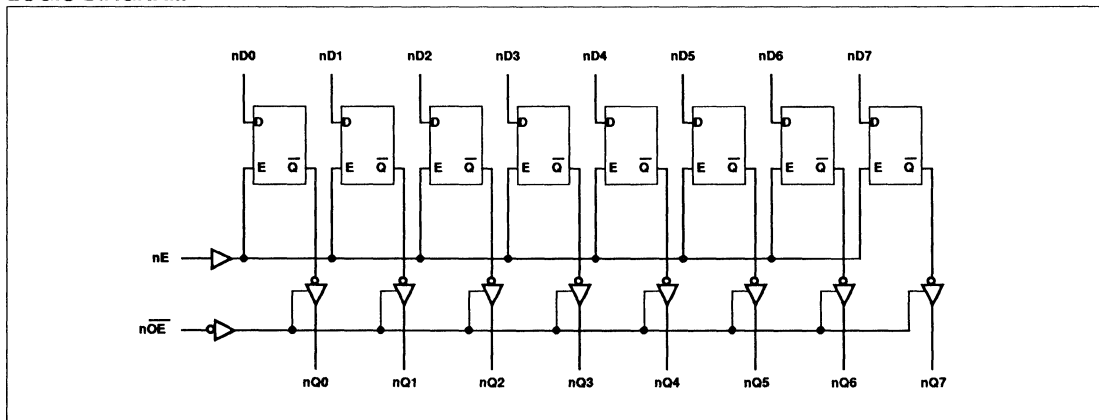 nD0 nD1 nD2 nD3 nD4 nD5 nD6 nD7
D D D D D D D D
E Q̅ E Q̅ E Q̅ E Q̅ E Q̅ E Q̅ E Q̅ E Q̅
nE
nO̅E̅
nQ0 nQ1 nQ2 nQ3 nQ4 nQ5 nQ6 nQ7